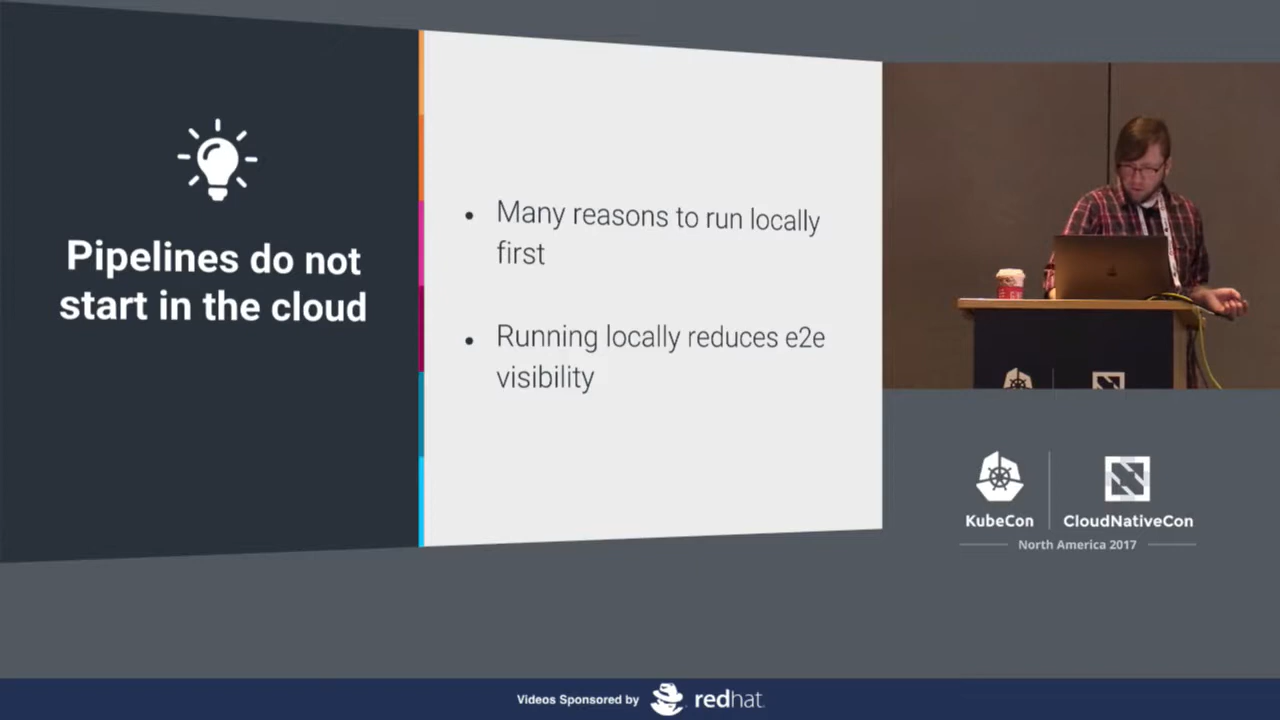 Pipelines do not
start in the cloud
• Many reasons to run locally
first
• Running locally reduces e2e
visibility
KubeCon
CloudNativeCon
North America 2017
Videos Sponsored by redhat.